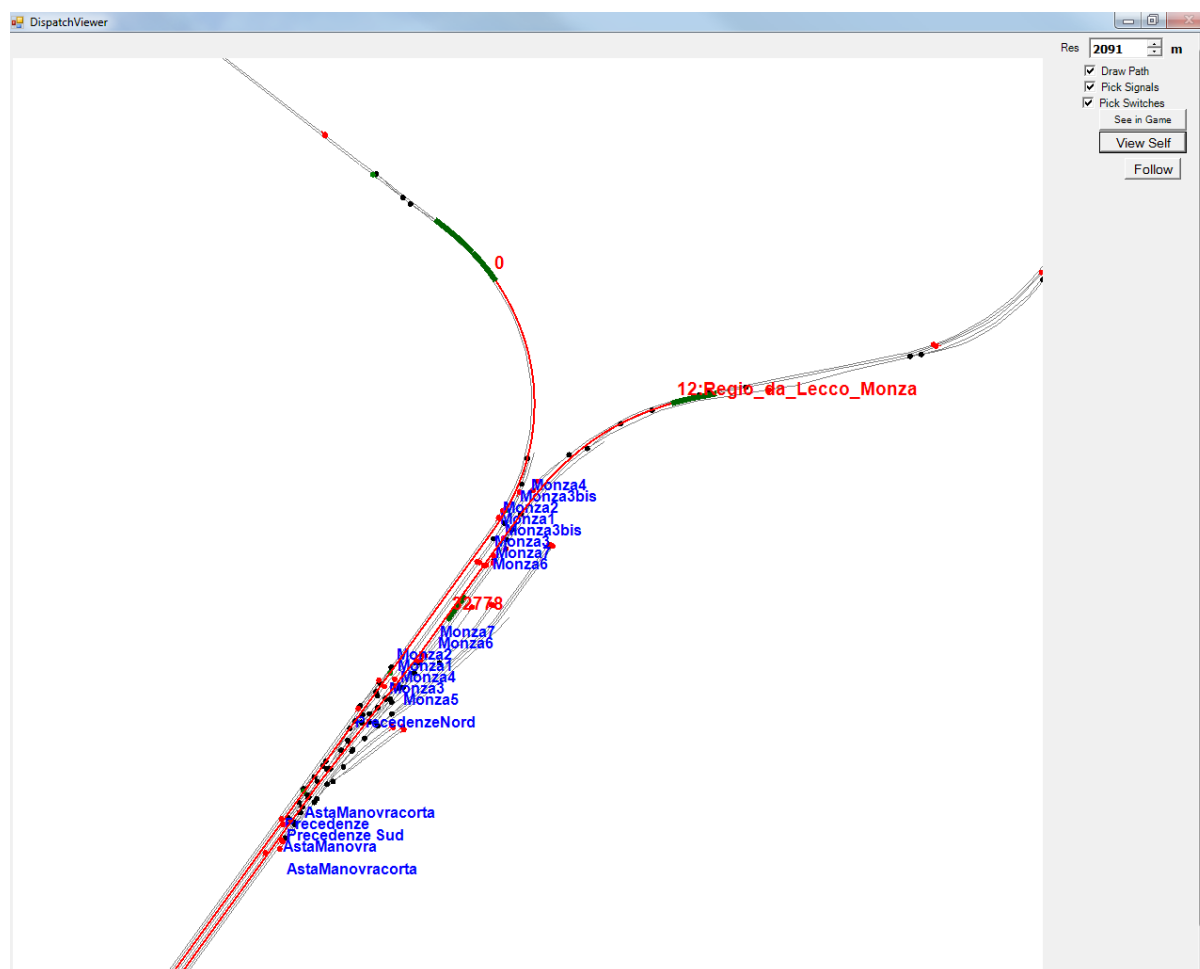 DispatchViewer
Res 2091 m
Draw Path
Pick Signals
Pick Switches
See in Game
View Self
Follow
0
12:Regio_da_Lecco_Monza
Monza4
Monza3bis
Monza2
Monza1
Monza3bis
Monza3
Monza7
Monza6
Monza7
Monza6
Monza2
Monza1
Monza4
Monza3
Monza5
PrecedenzeNord
AstaManovracorta
Precedenze
Precedenze Sud
AstaManovra
AstaManovracorta